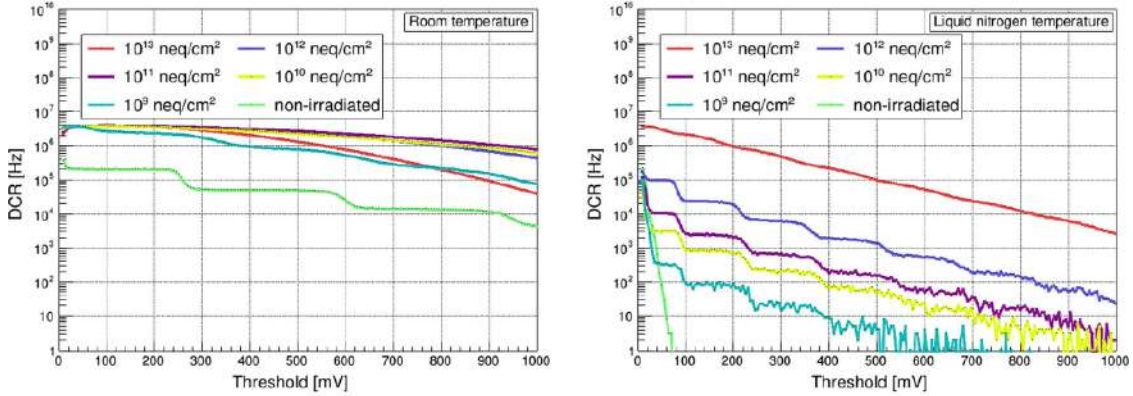 Room temperature
10¹³ neq/cm² 10¹² neq/cm²
10¹¹ neq/cm² 10¹⁰ neq/cm²
10⁹ neq/cm² non-irradiated
DCR [Hz]
10¹⁰
10⁹
10⁸
10⁷
10⁶
10⁵
10⁴
10³
10²
10
1
0 100 200 300 400 500 600 700 800 900 1000
Threshold [mV]
Liquid nitrogen temperature
10¹³ neq/cm² 10¹² neq/cm²
10¹¹ neq/cm² 10¹⁰ neq/cm²
10⁹ neq/cm² non-irradiated
DCR [Hz]
10¹⁰
10⁹
10⁸
10⁷
10⁶
10⁵
10⁴
10³
10²
10
1
0 100 200 300 400 500 600 700 800 900 1000
Threshold [mV]